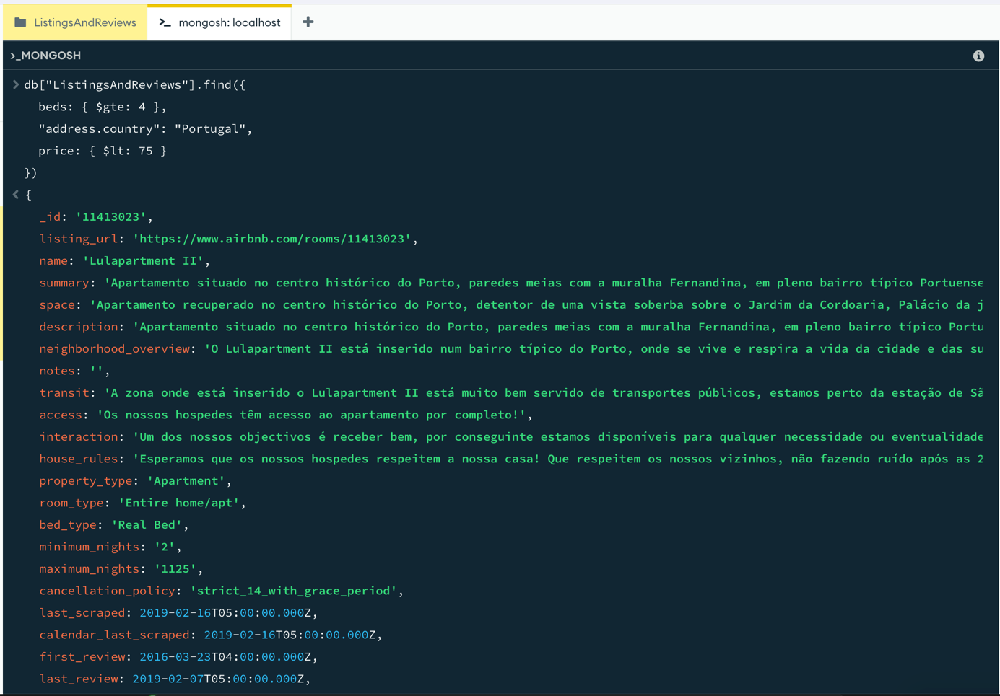 ListingsAndReviews
>_ mongosh: localhost
+
>_MONGOSH
db["ListingsAndReviews"].find({
beds: { $gte: 4 },
"address.country": "Portugal",
price: { $lt: 75 }
})
{
_id: '11413023',
listing_url: 'https://www.airbnb.com/rooms/11413023',
name: 'Lulapartment II',
summary: 'Apartamento situado no centro histórico do Porto, paredes meias com a muralha Fernandina, em pleno bairro típico Portuense
space: 'Apartamento recuperado no centro histórico do Porto, detentor de uma vista soberba sobre o Jardim da Cordoaria, Palácio da j
description: 'Apartamento situado no centro histórico do Porto, paredes meias com a muralha Fernandina, em pleno bairro típico Portu
neighborhood_overview: 'O Lulapartment II está inserido num bairro típico do Porto, onde se vive e respira a vida da cidade e das su
notes: '',
transit: 'A zona onde está inserido o Lulapartment II está muito bem servido de transportes públicos, estamos perto da estação de Sã
access: 'Os nossos hospedes têm acesso ao apartamento por completo!',
interaction: 'Um dos nossos objectivos é receber bem, por conseguinte estamos disponíveis para qualquer necessidade ou eventualidade
house_rules: 'Esperamos que os nossos hospedes respeitem a nossa casa! Que respeitem os nossos vizinhos, não fazendo ruído após as 2
property_type: 'Apartment',
room_type: 'Entire home/apt',
bed_type: 'Real Bed',
minimum_nights: '2',
maximum_nights: '1125',
cancellation_policy: 'strict_14_with_grace_period',
last_scraped: 2019-02-16T05:00:00.000Z,
calendar_last_scraped: 2019-02-16T05:00:00.000Z,
first_review: 2016-03-23T04:00:00.000Z,
last_review: 2019-02-07T05:00:00.000Z,